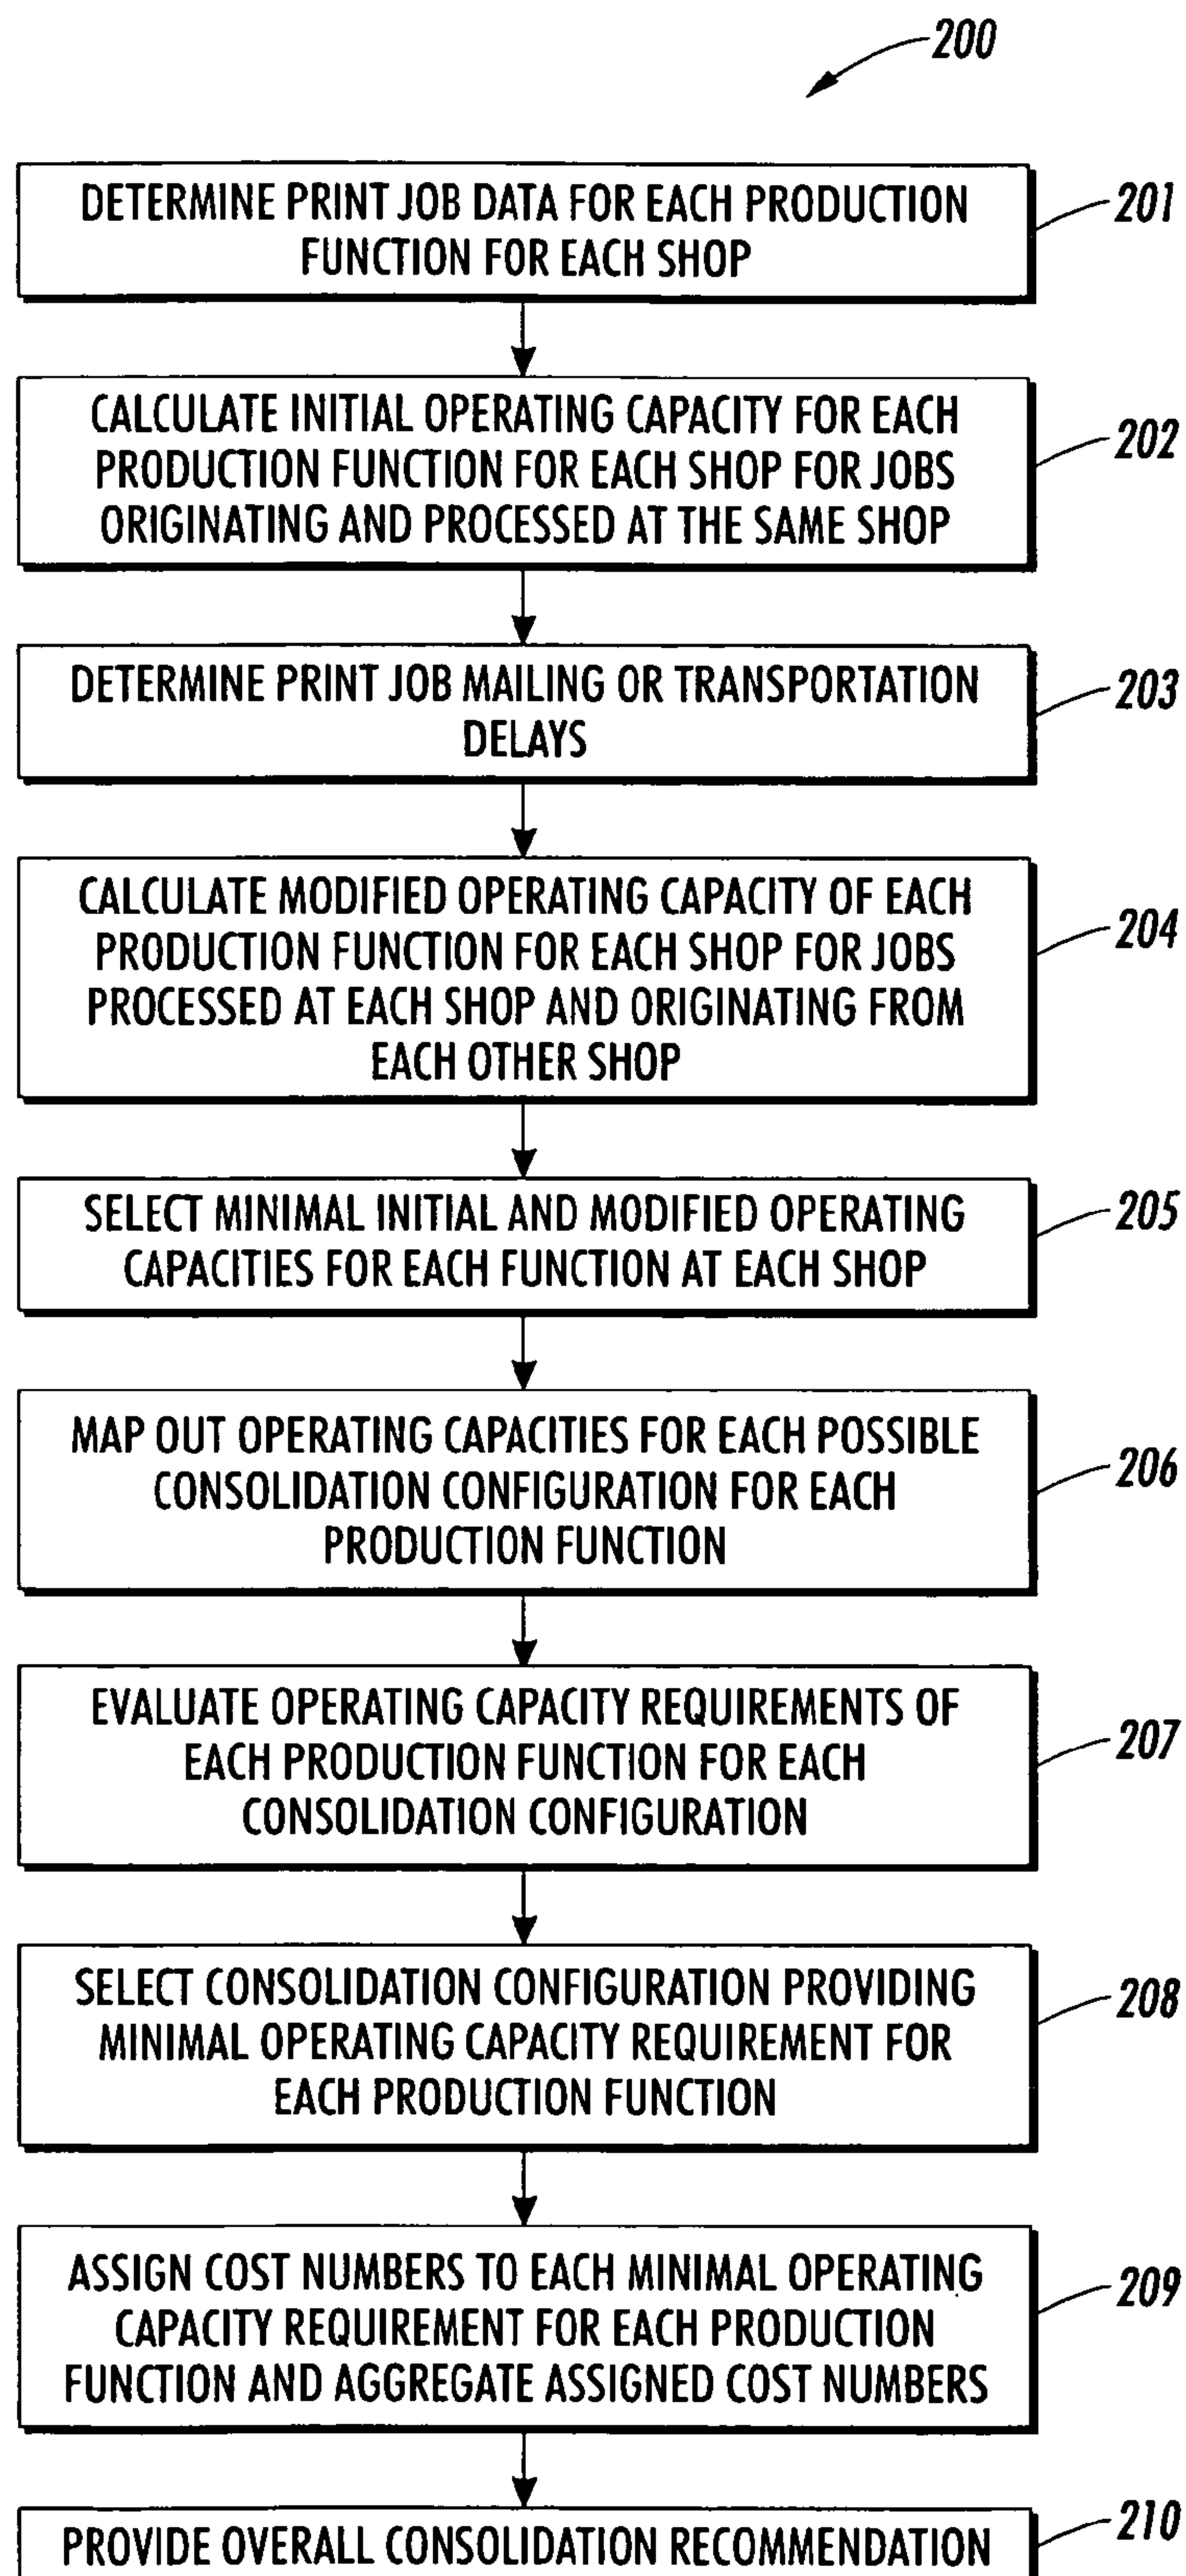 200
DETERMINE PRINT JOB DATA FOR EACH PRODUCTION
FUNCTION FOR EACH SHOP
201
CALCULATE INITIAL OPERATING CAPACITY FOR EACH
PRODUCTION FUNCTION FOR EACH SHOP FOR JOBS
ORIGINATING AND PROCESSED AT THE SAME SHOP
202
DETERMINE PRINT JOB MAILING OR TRANSPORTATION
DELAYS
203
CALCULATE MODIFIED OPERATING CAPACITY OF EACH
PRODUCTION FUNCTION FOR EACH SHOP FOR JOBS
PROCESSED AT EACH SHOP AND ORIGINATING FROM
EACH OTHER SHOP
204
SELECT MINIMAL INITIAL AND MODIFIED OPERATING
CAPACITIES FOR EACH FUNCTION AT EACH SHOP
205
MAP OUT OPERATING CAPACITIES FOR EACH POSSIBLE
CONSOLIDATION CONFIGURATION FOR EACH
PRODUCTION FUNCTION
206
EVALUATE OPERATING CAPACITY REQUIREMENTS OF
EACH PRODUCTION FUNCTION FOR EACH
CONSOLIDATION CONFIGURATION
207
SELECT CONSOLIDATION CONFIGURATION PROVIDING
MINIMAL OPERATING CAPACITY REQUIREMENT FOR
EACH PRODUCTION FUNCTION
208
ASSIGN COST NUMBERS TO EACH MINIMAL OPERATING
CAPACITY REQUIREMENT FOR EACH PRODUCTION
FUNCTION AND AGGREGATE ASSIGNED COST NUMBERS
209
PROVIDE OVERALL CONSOLIDATION RECOMMENDATION
210